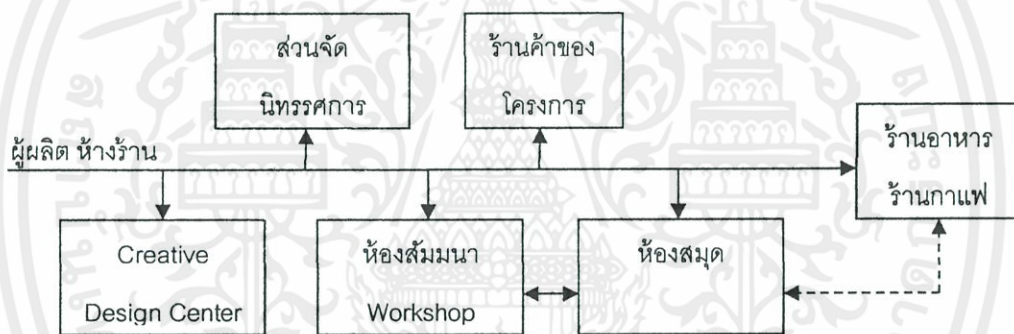 ส่วนจัด
นิทรรศการ
ร้านค้าของ
โครงการ
ผู้ผลิต ห้างร้าน
ร้านอาหาร
ร้านกาแฟ
Creative
Design Center
ห้องสัมมนา
Workshop
ห้องสมุด